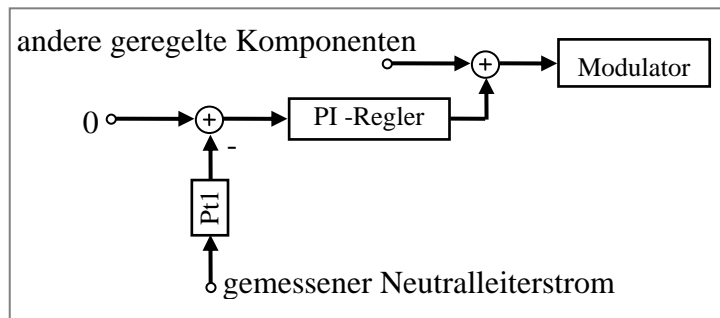 andere geregelte Komponenten
+
Modulator
0
+
PI -Regler
-
Pt1
gemessener Neutralleiterstrom